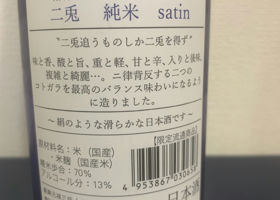 二兎 純米 satin
"二兎追うものしか二兎を得ず"
味と香、酸と旨、重と軽、甘と辛、入りと後味、
複雑と綺麗…。二律背反する二つの
コトガラを最高のバランス味わいになるよう
に造りました。
～絹のような滑らかな日本酒です～
【限定流通商品】
原材料名：米（国産）
・米麹（国産米）
精米歩合：70%
アルコール分：13%
4953867030658
日本酒